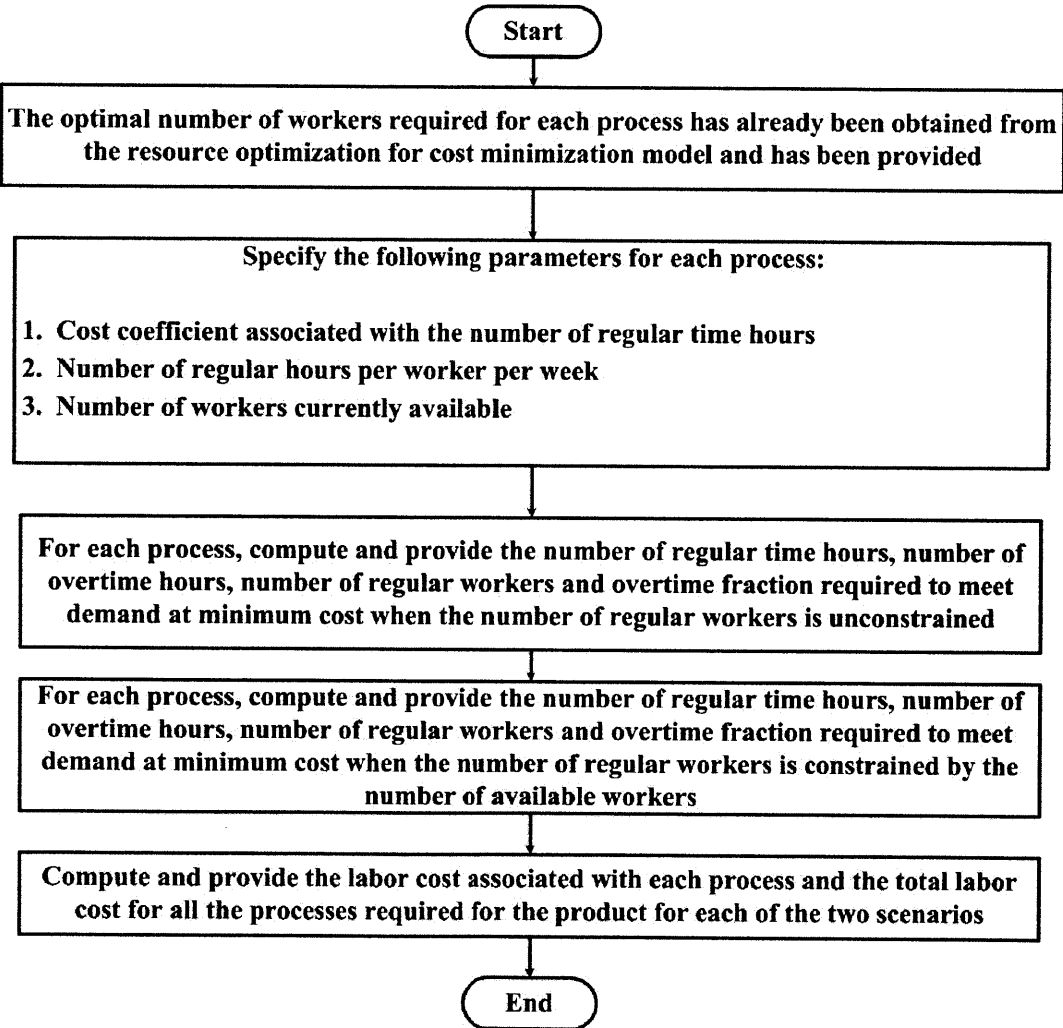 Start
The optimal number of workers required for each process has already been obtained from
the resource optimization for cost minimization model and has been provided
Specify the following parameters for each process:
1. Cost coefficient associated with the number of regular time hours
2. Number of regular hours per worker per week
3. Number of workers currently available
For each process, compute and provide the number of regular time hours, number of
overtime hours, number of regular workers and overtime fraction required to meet
demand at minimum cost when the number of regular workers is unconstrained
For each process, compute and provide the number of regular time hours, number of
overtime hours, number of regular workers and overtime fraction required to meet
demand at minimum cost when the number of regular workers is constrained by the
number of available workers
Compute and provide the labor cost associated with each process and the total labor
cost for all the processes required for the product for each of the two scenarios
End